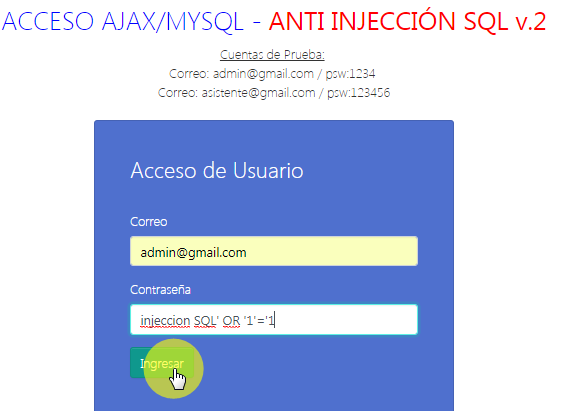 ACCESO AJAX/MYSQL - ANTI INJECCIÓN SQL v.2
Cuentas de Prueba:
Correo: admin@gmail.com / psw:1234
Correo: asistente@gmail.com / psw:123456
Acceso de Usuario
Correo
admin@gmail.com
Contraseña
injeccion SQL' OR '1'='1
Ingresar